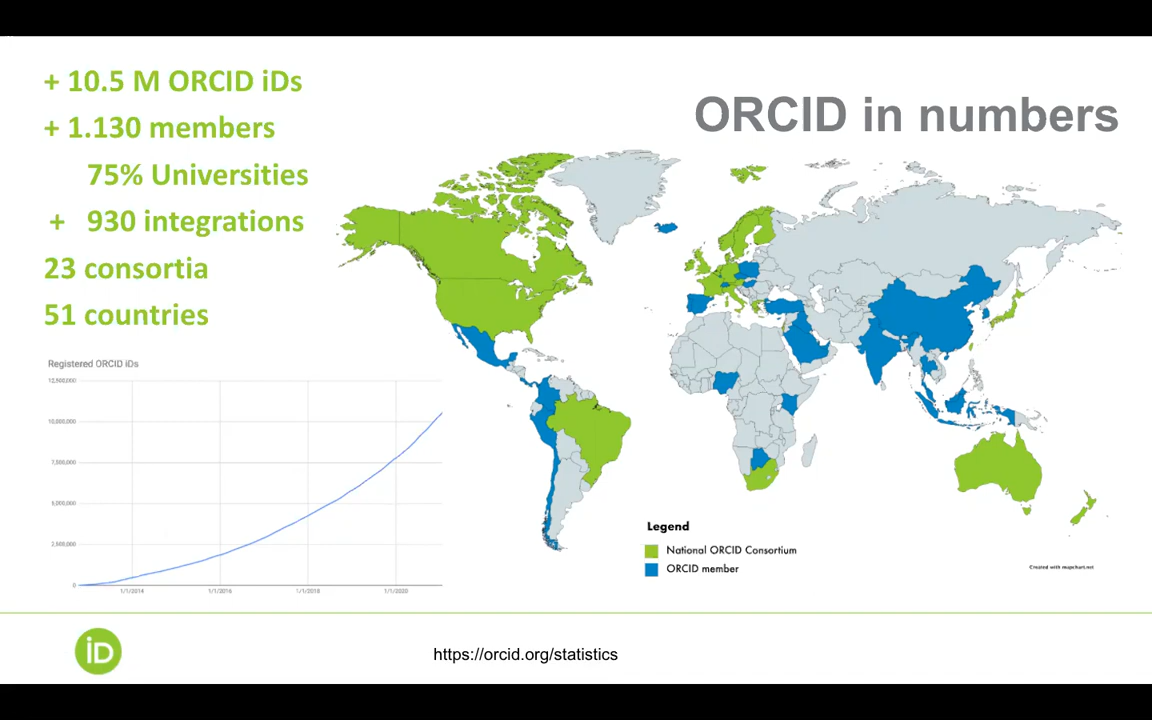 + 10.5 M ORCID iDs
+ 1.130 members
75% Universities
+ 930 integrations
23 consortia
51 countries
ORCID in numbers
Registered ORCID iDs
12,500,000
10,000,000
7,500,000
5,000,000
2,500,000
0
1/1/2014 1/1/2016 1/1/2018 1/1/2020
Legend
National ORCID Consortium
ORCID member
Created with mapchart.net
iD
https://orcid.org/statistics